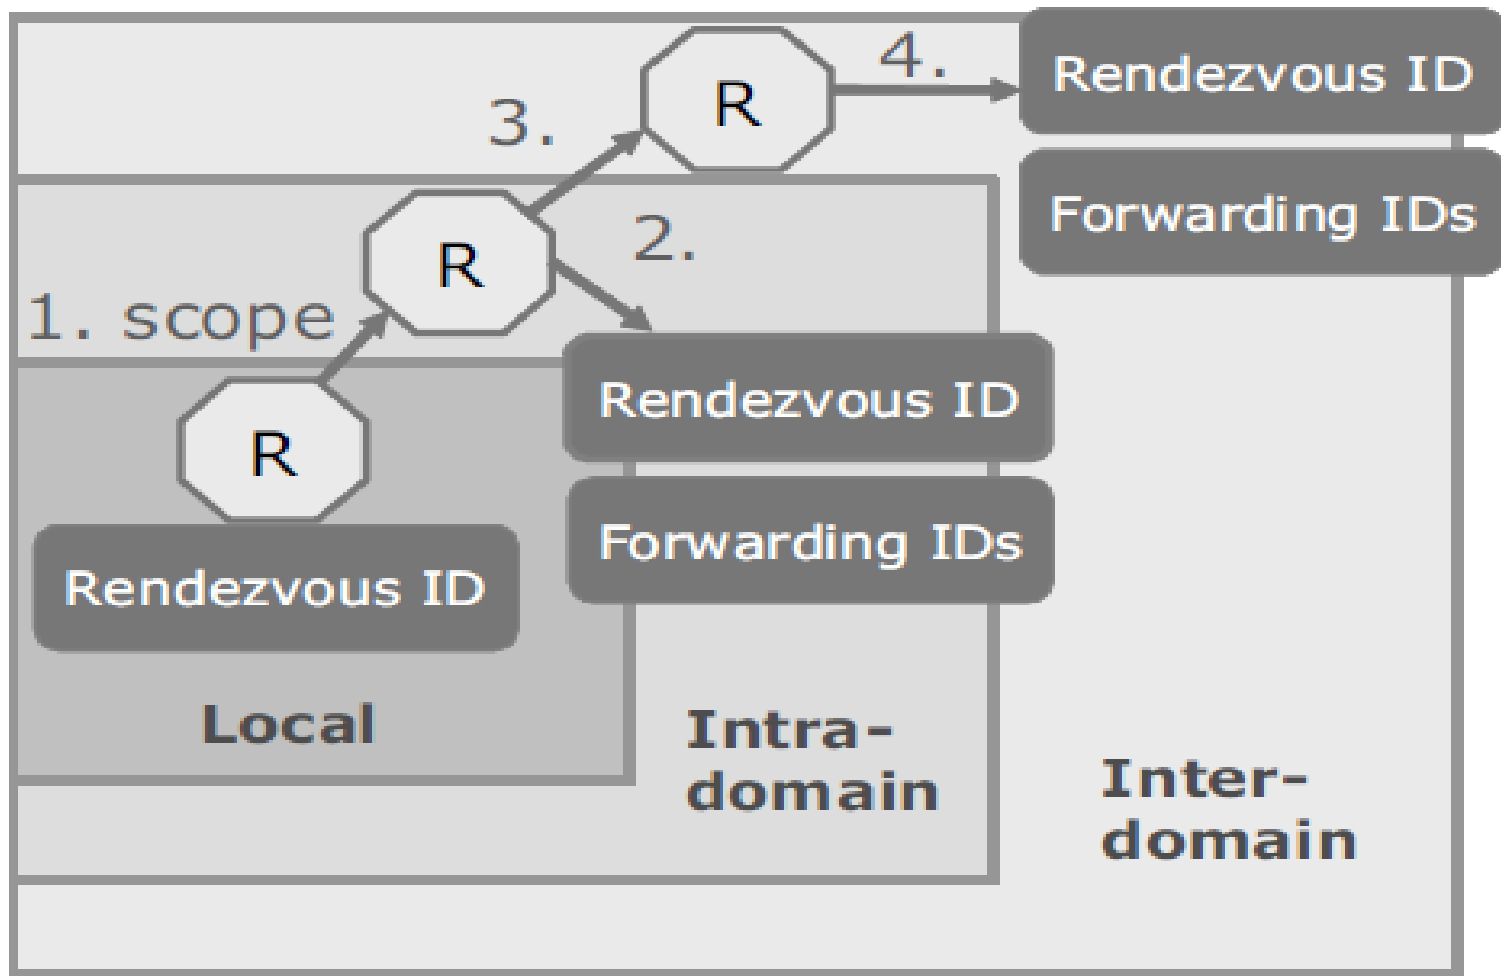 R
4.
Rendezvous ID
3.
Forwarding IDs
R
2.
1. scope
R
Rendezvous ID
Forwarding IDs
Rendezvous ID
Local
Intra-
domain
Inter-
domain